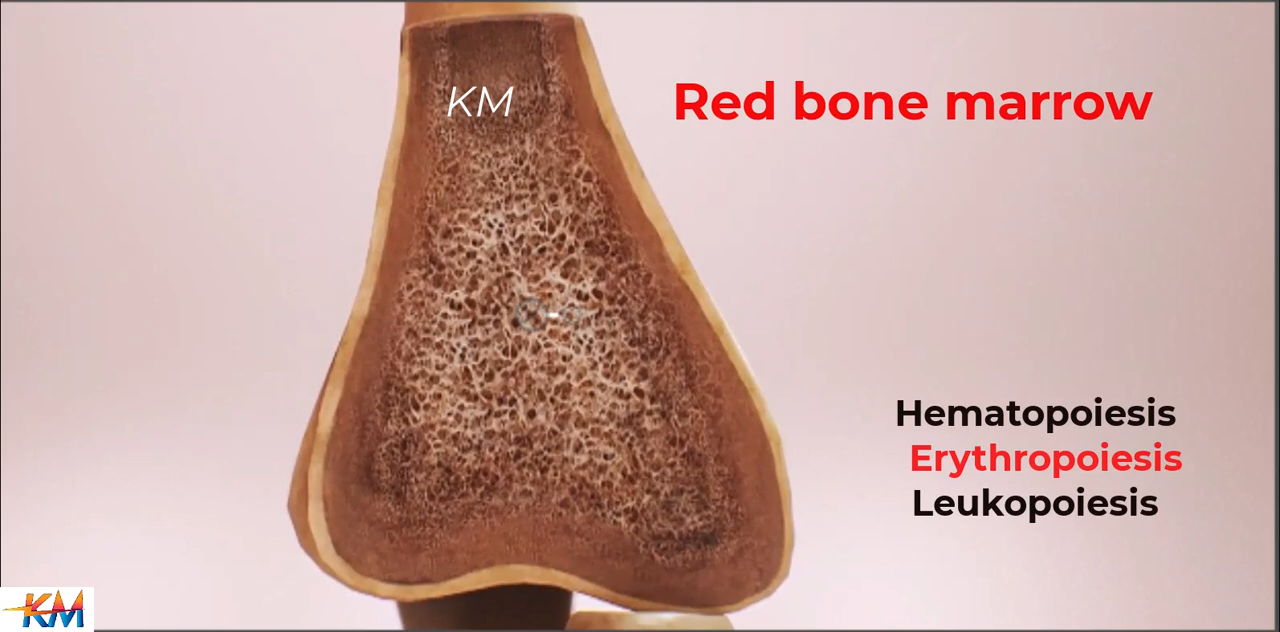 KM
Red bone marrow
Hematopoiesis
Erythropoiesis
Leukopoiesis
KM